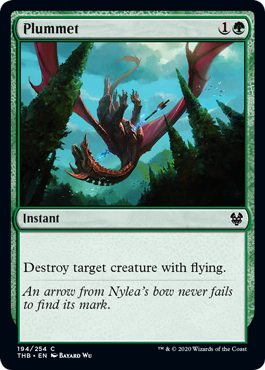 Plummet 1
Instant
Destroy target creature with flying.
An arrow from Nylea's bow never fails
to find its mark.
194/254 C
THB • EN BAYARD WU
™ & © 2020 Wizards of the Coast